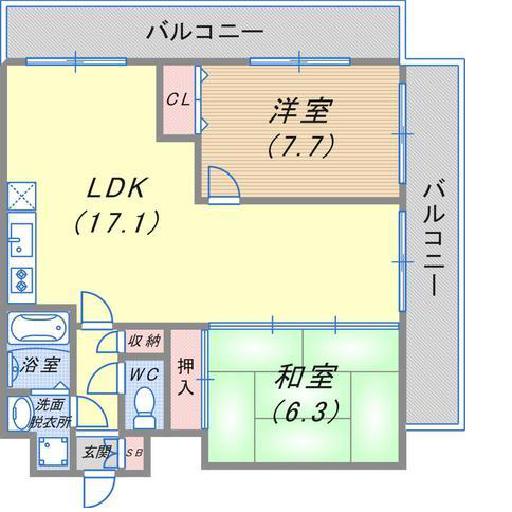 バルコニー
CL
洋室
(7.7)
LDK
(17.1)
バルコニー
収納
押入
和室
(6.3)
浴室
WC
洗面
脱衣所
玄関
SB